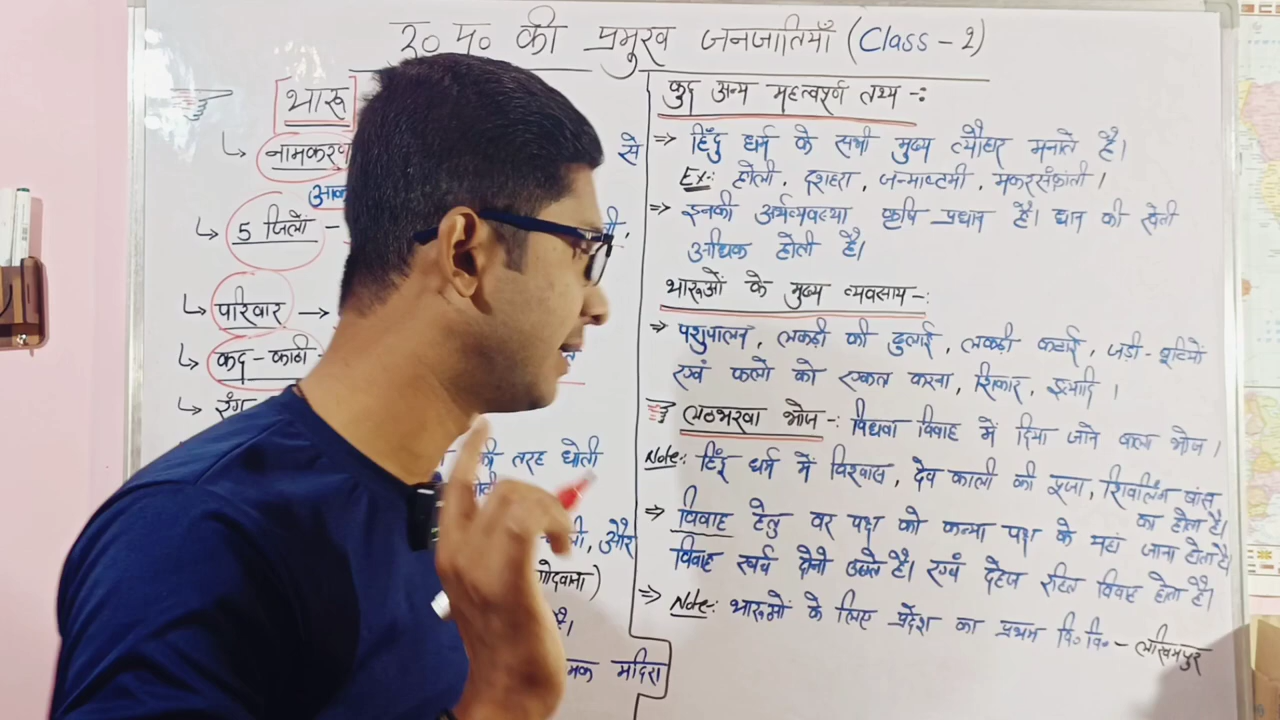 उ० प्र० की प्रमुख जनजातियाँ (Class - 2)
थारू
नामकरण
से
5 जिलों -
परिवार →
कद - काठी -
रंग
की तरह धोती
और
है।
मदिरा
कुछ अन्य महत्वपूर्ण तथ्य -:
⇒ हिंदु धर्म के सभी मुख्य त्यौहार मनाते है।
Ex:- होली, दशहरा, जन्माष्टमी, मकरसंक्रांती।
⇒ इनकी अर्थव्यवस्था कृषि प्रधान है। धान की खेती
अधिक होती है।
थारूओं के मुख्य व्यवसाय -:
⇒ पशुपालन, लकड़ी की ढुलाई, लकड़ी कटाई, जड़ी - बूटियों
एवं फलो को एकत्र करना, शिकार, इत्यादि।
लठभरवा भोज -: विधवा विवाह में दिया जाने वाला भोज।
Note:- हिंदू धर्म में विश्वास, देव काली की पूजा, शिवलिंग बांस
का होता है।
⇒ विवाह हेतु वर पक्ष को कन्या पक्ष के यहा जाना होता है।
विवाह खर्च दोनो उठाते है। एवं देहज रहित विवाह होता है।
⇒ Note:- थारूओं के लिए प्रदेश का प्रथम वि० वि० - लखिमपुर